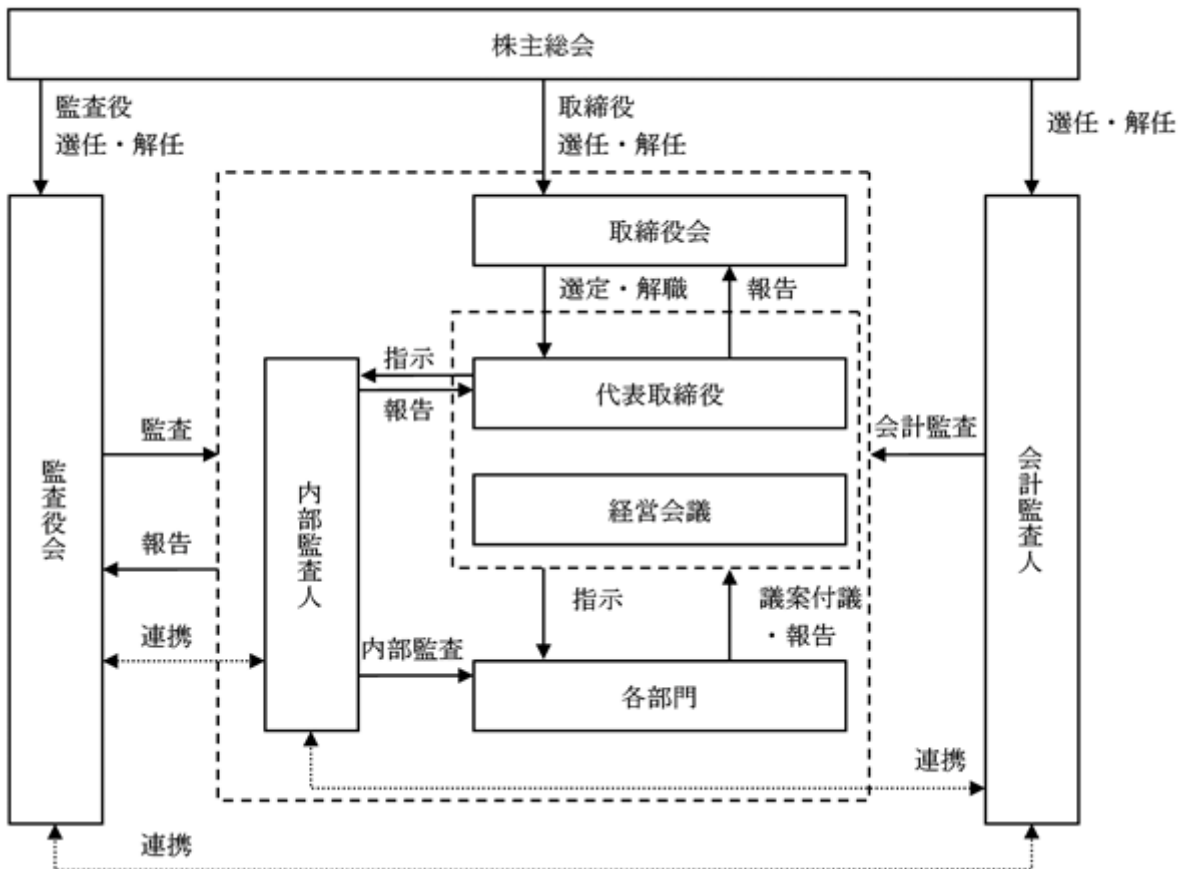 株主総会
監査役
選任・解任
取締役
選任・解任
選任・解任
取締役会
選定・解職
報告
指示
報告
代表取締役
監査
会計監査
監査役会
内部監査人
経営会議
会計監査人
報告
指示
議案付議
・報告
連携
内部監査
各部門
連携
連携